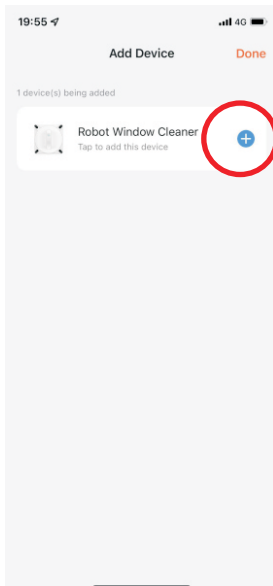 19:55
4G
Add Device
Done
1 device(s) being added
Robot Window Cleaner
Tap to add this device